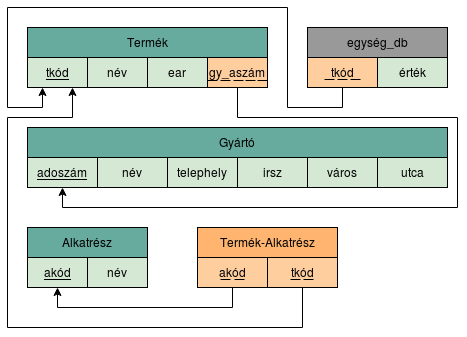 Termék egység_db
tkód név ear gy_aszám tkód érték
Gyártó
adoszám név telephely irsz város utca
Alkatrész Termék-Alkatrész
akód név akód tkód